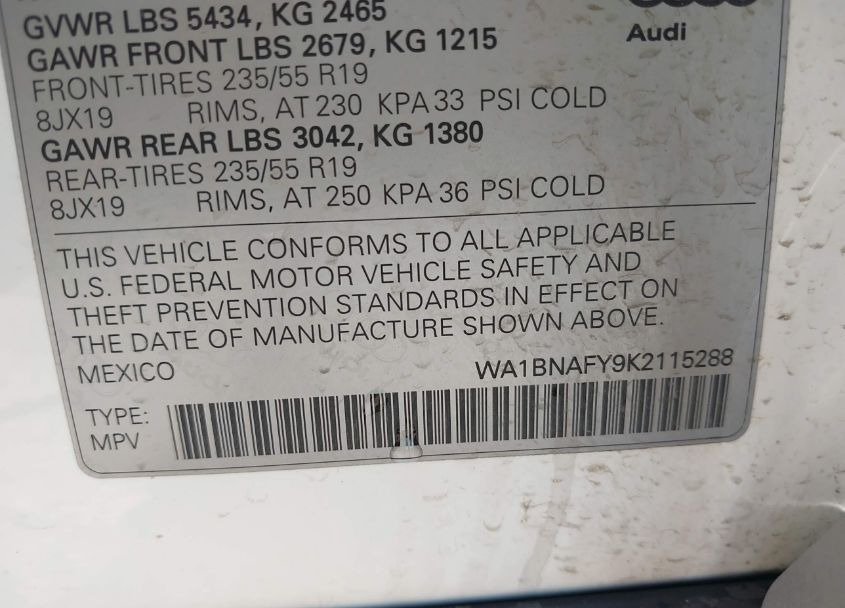 GVWR LBS 5434, KG 2465
GAWR FRONT LBS 2679, KG 1215
Audi
FRONT-TIRES 235/55 R19
8JX19 RIMS, AT 230 KPA 33 PSI COLD
GAWR REAR LBS 3042, KG 1380
REAR-TIRES 235/55 R19
8JX19 RIMS, AT 250 KPA 36 PSI COLD
THIS VEHICLE CONFORMS TO ALL APPLICABLE
U.S. FEDERAL MOTOR VEHICLE SAFETY AND
THEFT PREVENTION STANDARDS IN EFFECT ON
THE DATE OF MANUFACTURE SHOWN ABOVE.
MEXICO WA1BNAFY9K2115288
TYPE:
MPV